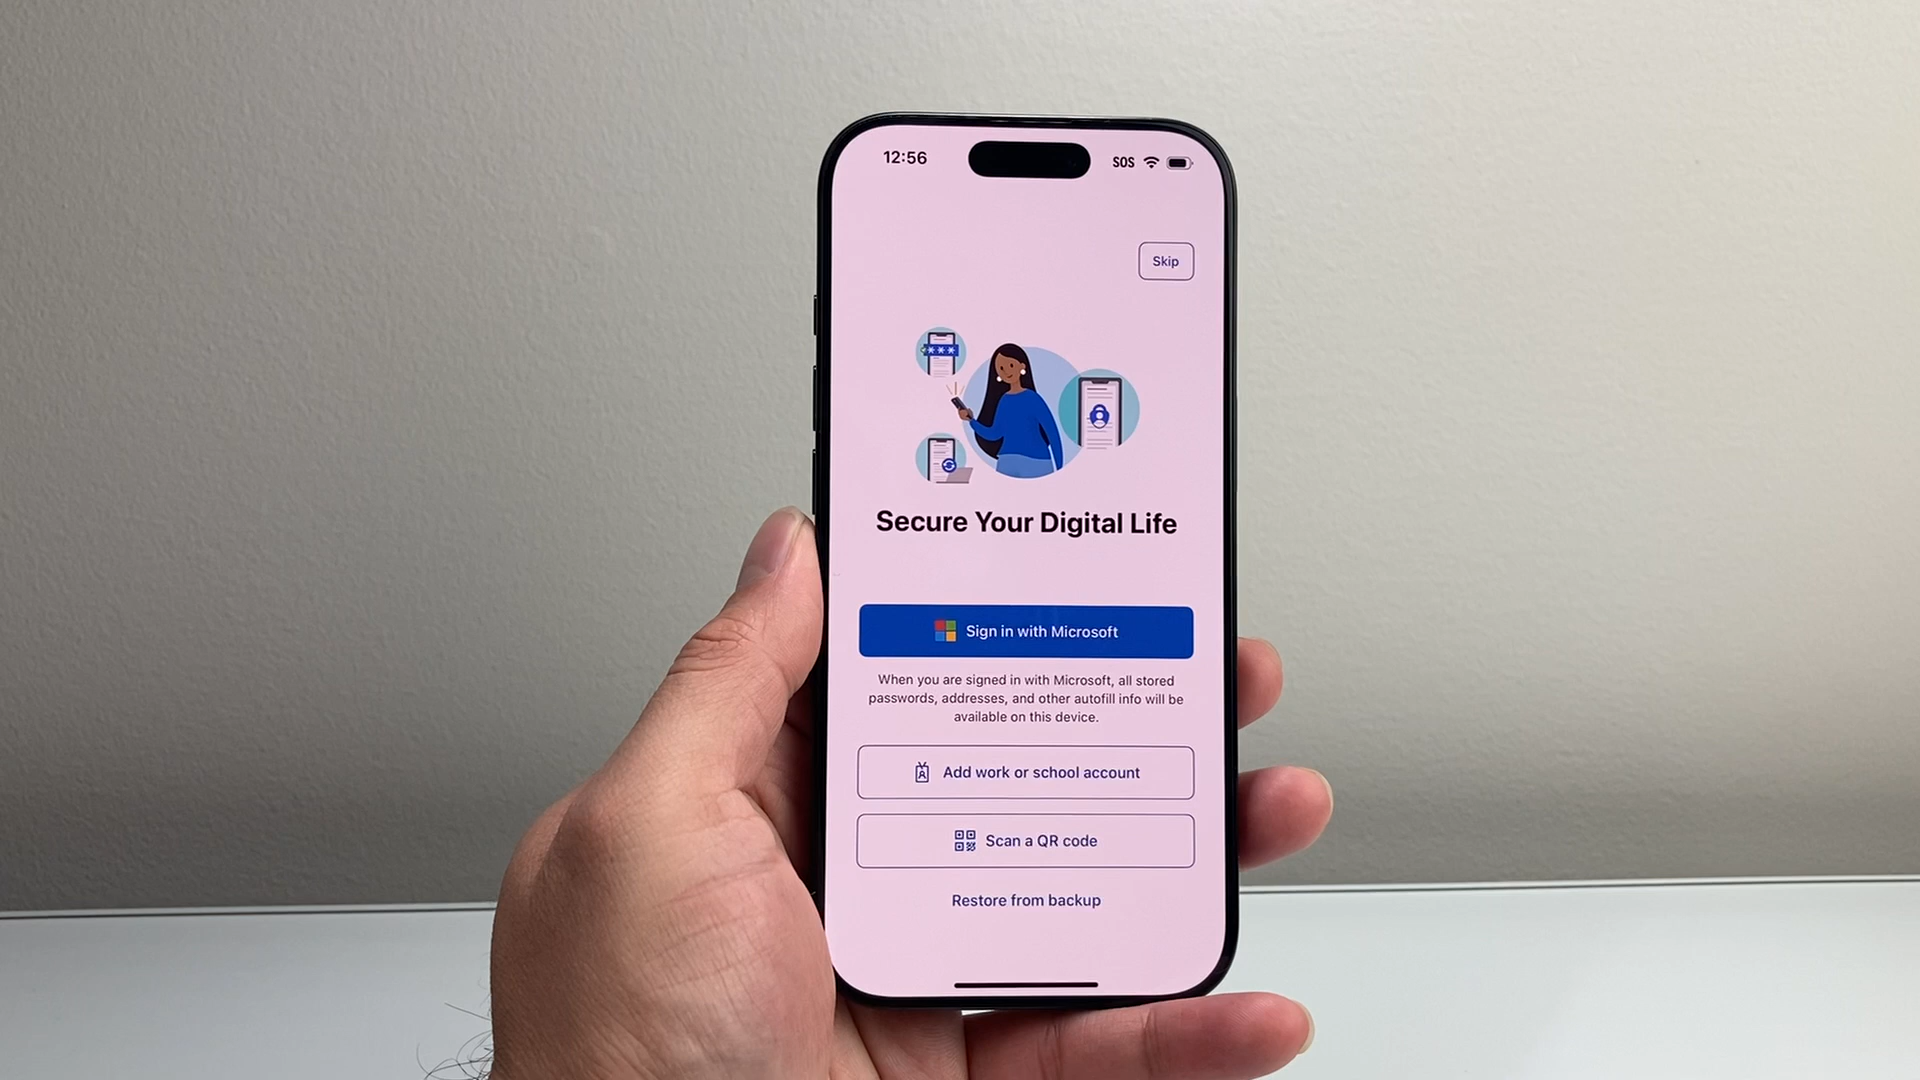 12:56
SOS
Skip
Secure Your Digital Life
Sign in with Microsoft
When you are signed in with Microsoft, all stored
passwords, addresses, and other autofill info will be
available on this device.
Add work or school account
Scan a QR code
Restore from backup